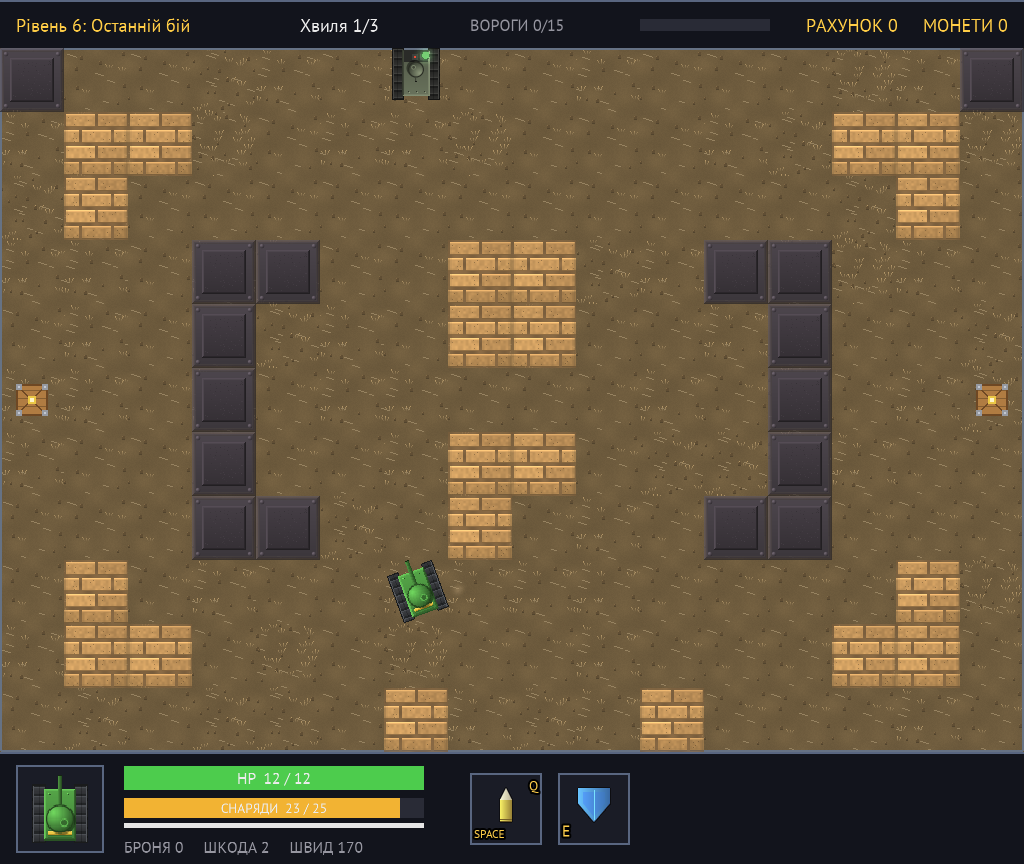 Рівень 6: Останній бій
Хвиля 1/3
ВОРОГИ 0/15
РАХУНОК 0
МОНЕТИ 0
HP 12 / 12
СНАРЯДИ 23 / 25
БРОНЯ 0
ШКОДА 2
ШВИД 170
Q
SPACE
E